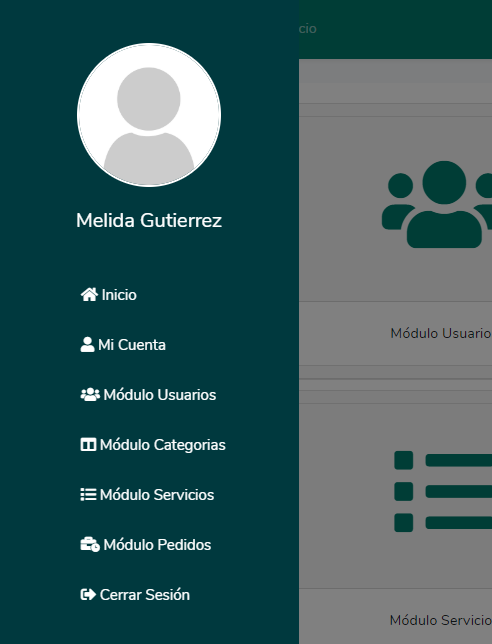 cio
Melida Gutierrez
Inicio
Mi Cuenta
Módulo Usuarios
Módulo Categorias
Módulo Servicios
Módulo Pedidos
Cerrar Sesión
Módulo Usuario
Módulo Servicio